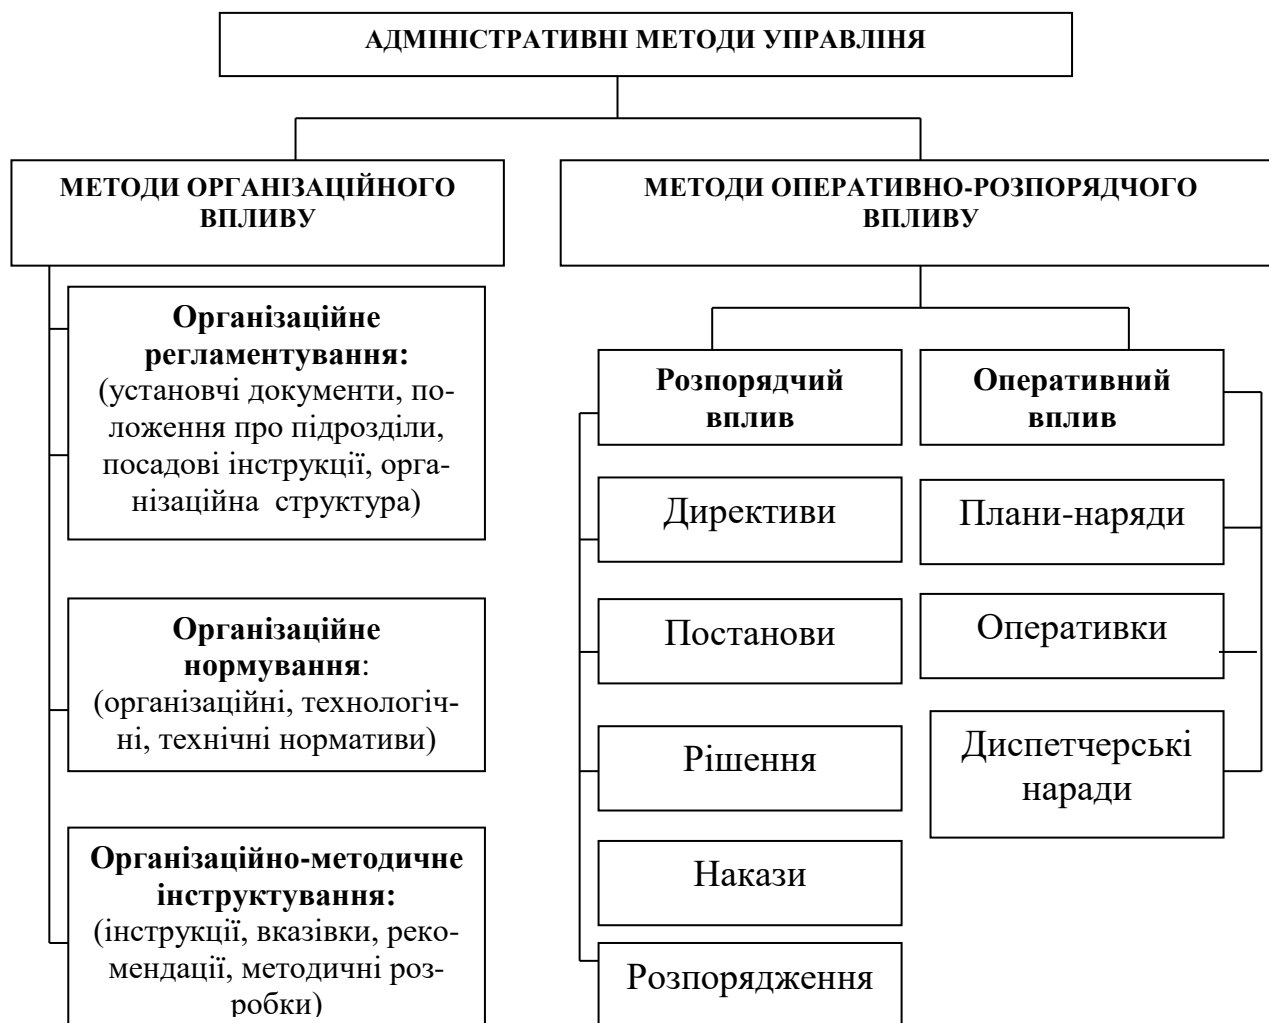 АДМІНІСТРАТИВНІ МЕТОДИ УПРАВЛІНЯ
МЕТОДИ ОРГАНІЗАЦІЙНОГО
ВПЛИВУ
МЕТОДИ ОПЕРАТИВНО-РОЗПОРЯДЧОГО
ВПЛИВУ
Організаційне
регламентування:
(установчі документи, по-
ложення про підрозділи,
посадові інструкції, орга-
нізаційна структура)
Організаційне
нормування:
(організаційні, технологіч-
ні, технічні нормативи)
Організаційно-методичне
інструктування:
(інструкції, вказівки, реко-
мендації, методичні роз-
робки)
Розпорядчий
вплив
Директиви
Постанови
Рішення
Накази
Розпорядження
Оперативний
вплив
Плани-наряди
Оперативки
Диспетчерські
наради